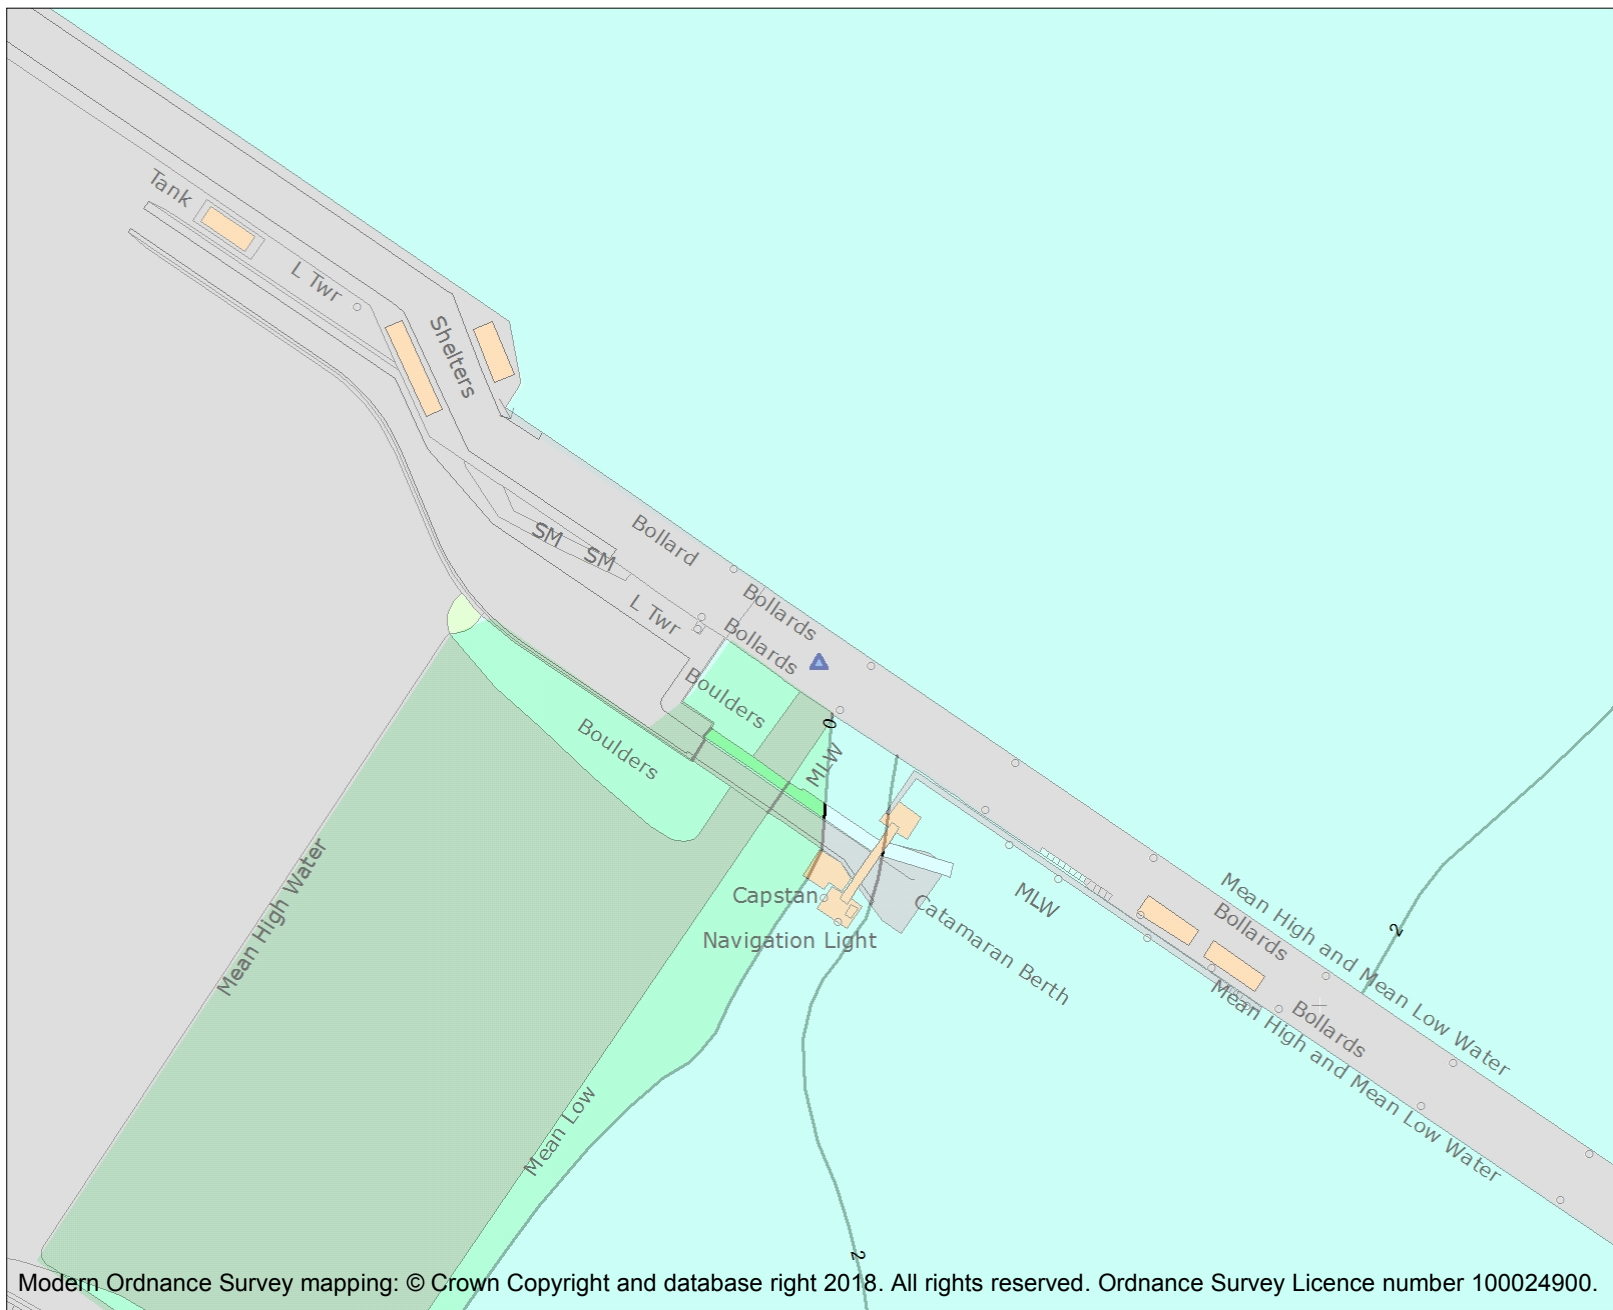 Tank
L Twr
Shelters
SM
SM
Bollard
Bollards
L Twr
Bollards
Boulders
Boulders
0
MLW
Mean High Water
Capstan
MLW
Navigation Light
Catamaran Berth
Mean High and Mean Low Water
Bollards
2
Bollards
Mean High and Mean Low Water
Mean Low
2
Modern Ordnance Survey mapping: © Crown Copyright and database right 2018. All rights reserved. Ordnance Survey Licence number 100024900.